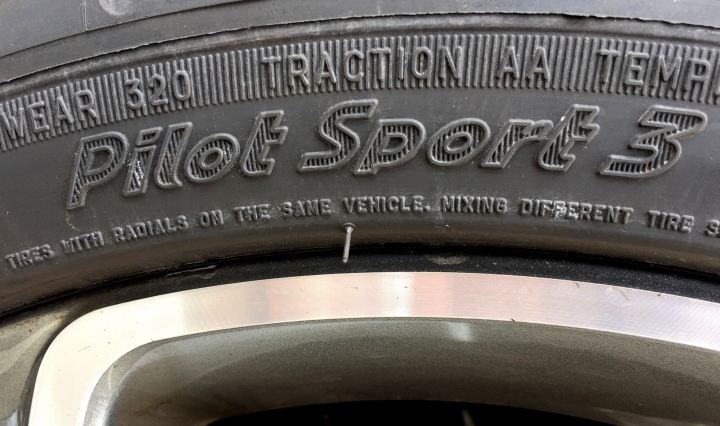 WEAR 320 TRACTION AA TEMP
Pilot Sport 3
TIRES WITH RADIALS ON THE SAME VEHICLE. MIXING DIFFERENT TIRE S